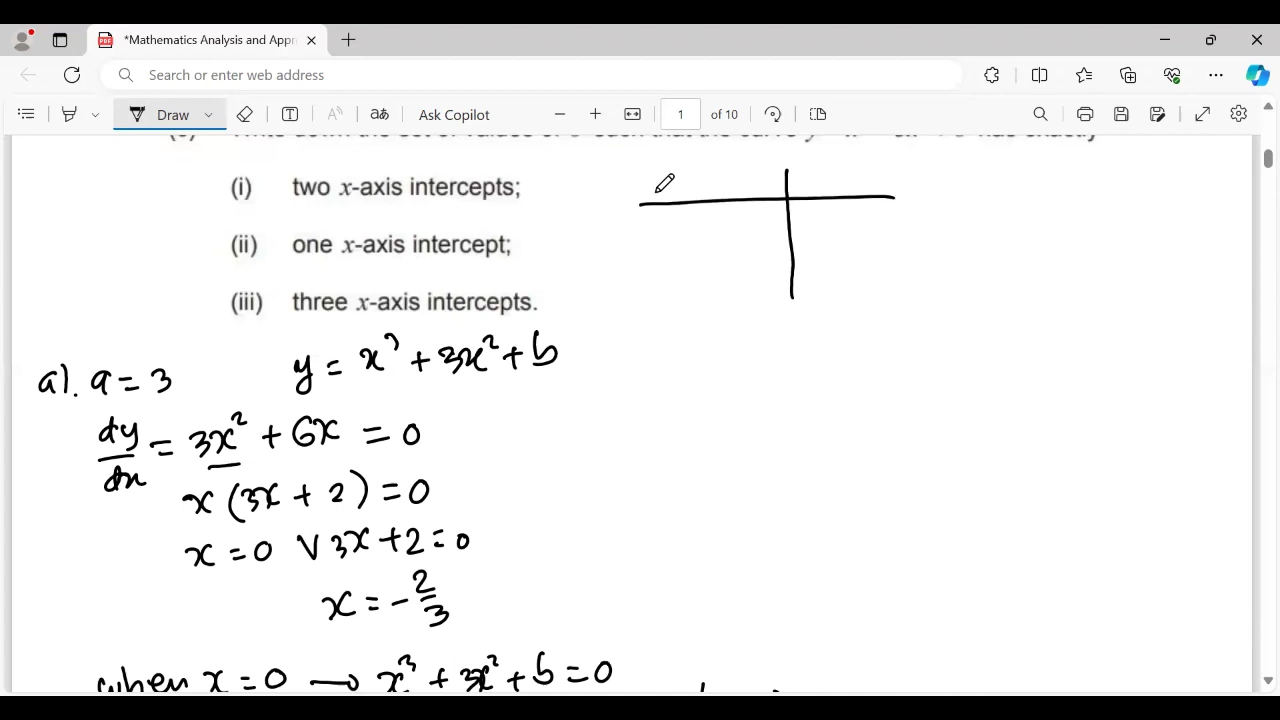 *Mathematics Analysis and Appr
Search or enter web address
Draw
Ask Copilot
1 of 10
(i) two x-axis intercepts;
(ii) one x-axis intercept;
(iii) three x-axis intercepts.
a). a = 3 y = x³ + 3x² + b
dy/dx = 3x² + 6x = 0
x (3x + 2) = 0
x = 0 V 3x + 2 = 0
x = - 2/3
when x = 0 → x³ + 3x² + b = 0